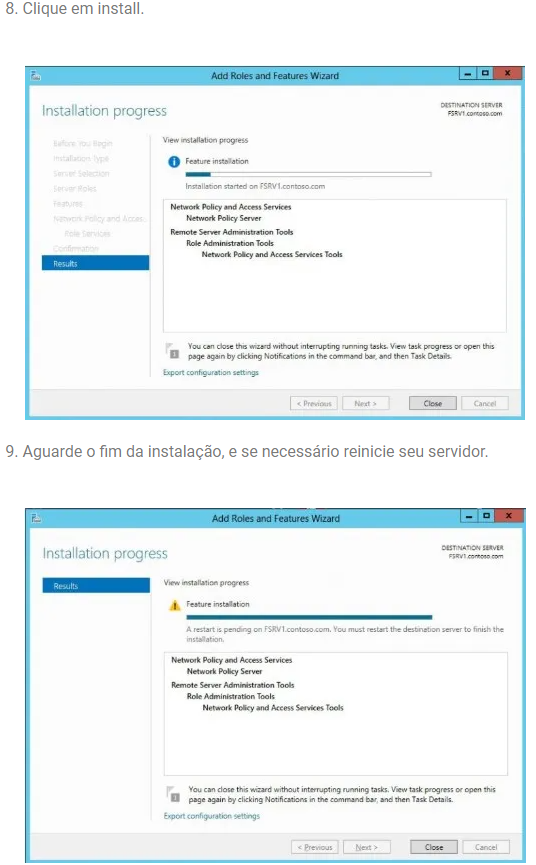 8. Clique em install.
Add Roles and Features Wizard
Installation progress
DESTINATION SERVER
FSRV1.contoso.com
Before You Begin
Installation Type
Server Selection
Server Roles
Features
Network Policy and Acces...
Role Services
Confirmation
Results
View installation progress
Feature installation
Installation started on FSRV1.contoso.com
Network Policy and Access Services
Network Policy Server
Remote Server Administration Tools
Role Administration Tools
Network Policy and Access Services Tools
You can close this wizard without interrupting running tasks. View task progress or open this
page again by clicking Notifications in the command bar, and then Task Details.
Export configuration settings
< Previous
Next >
Close
Cancel
9. Aguarde o fim da instalação, e se necessário reinicie seu servidor.
Add Roles and Features Wizard
Installation progress
DESTINATION SERVER
FSRV1.contoso.com
Results
View installation progress
Feature installation
A restart is pending on FSRV1.contoso.com. You must restart the destination server to finish the
installation.
Network Policy and Access Services
Network Policy Server
Remote Server Administration Tools
Role Administration Tools
Network Policy and Access Services Tools
You can close this wizard without interrupting running tasks. View task progress or open this
page again by clicking Notifications in the command bar, and then Task Details.
Export configuration settings
< Previous
Next >
Close
Cancel